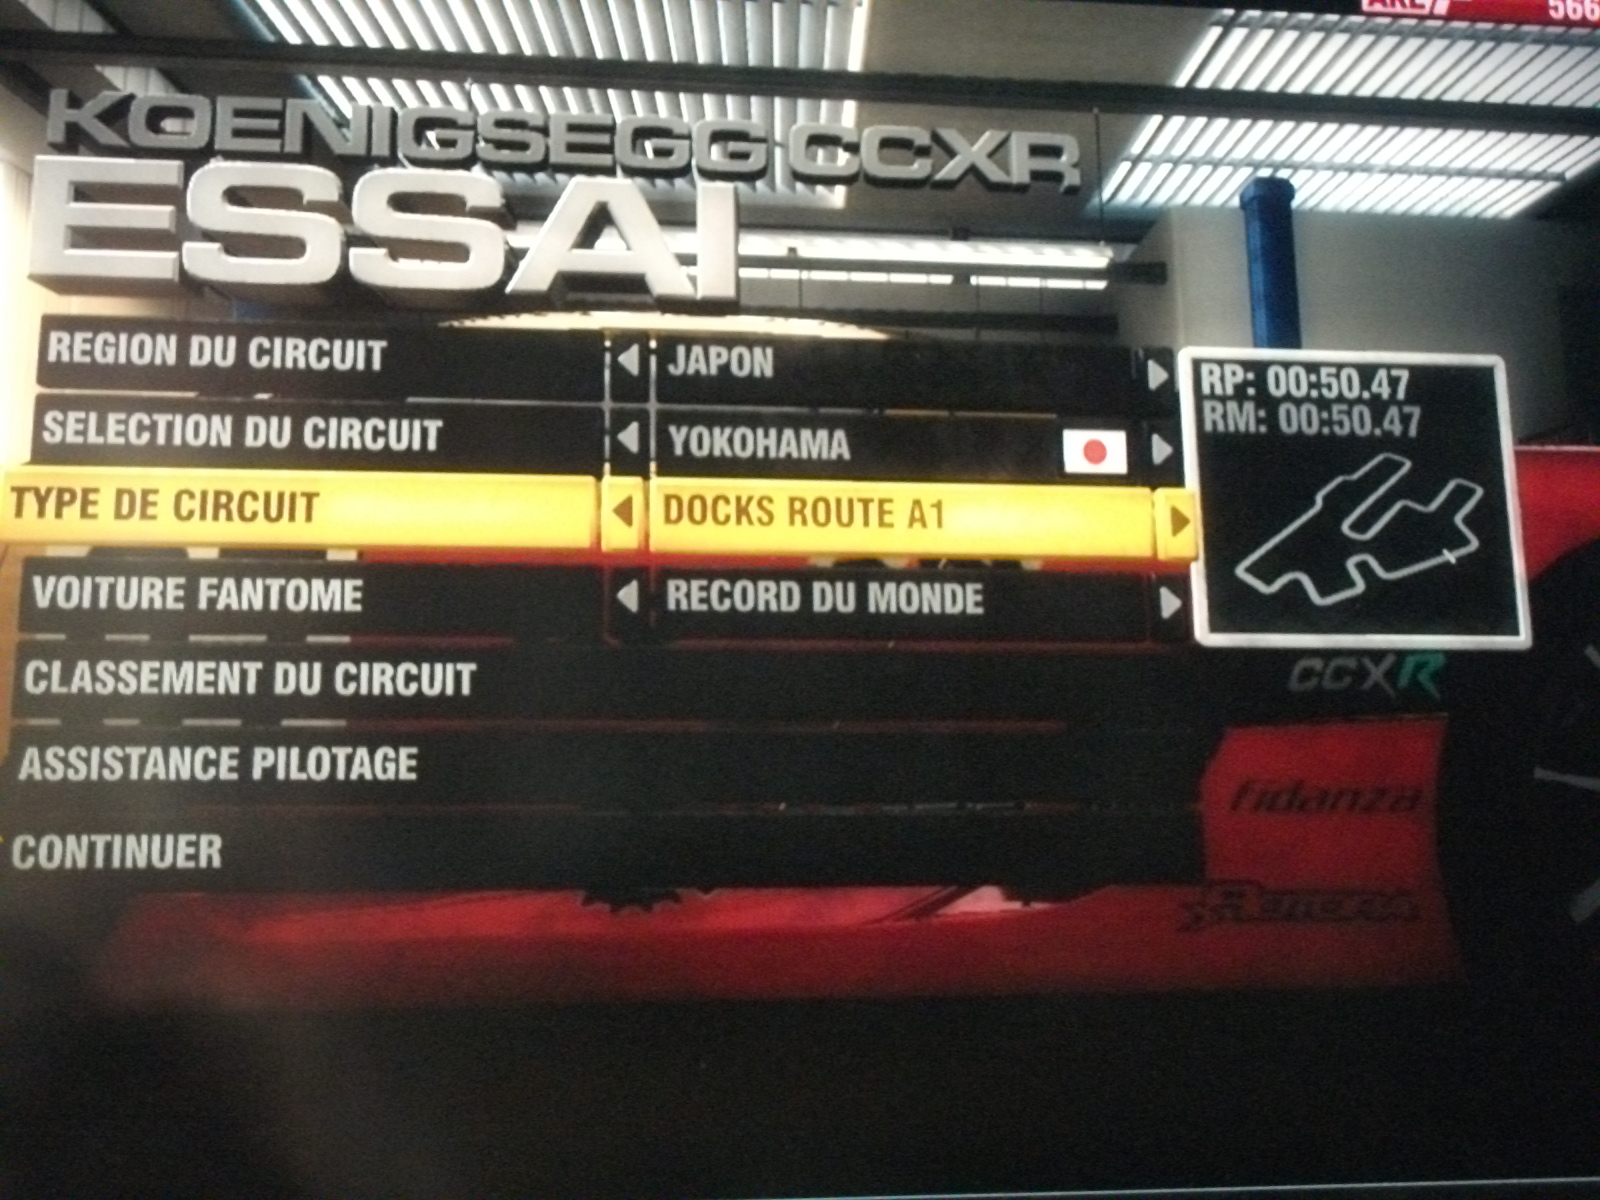 566
KOENIGSEGG CCXR
ESSAI
REGION DU CIRCUIT JAPON
SELECTION DU CIRCUIT YOKOHAMA
TYPE DE CIRCUIT DOCKS ROUTE A1
VOITURE FANTOME RECORD DU MONDE
CLASSEMENT DU CIRCUIT
ASSISTANCE PILOTAGE
CONTINUER
RP: 00:50.47
RM: 00:50.47
CCXR
fidanza